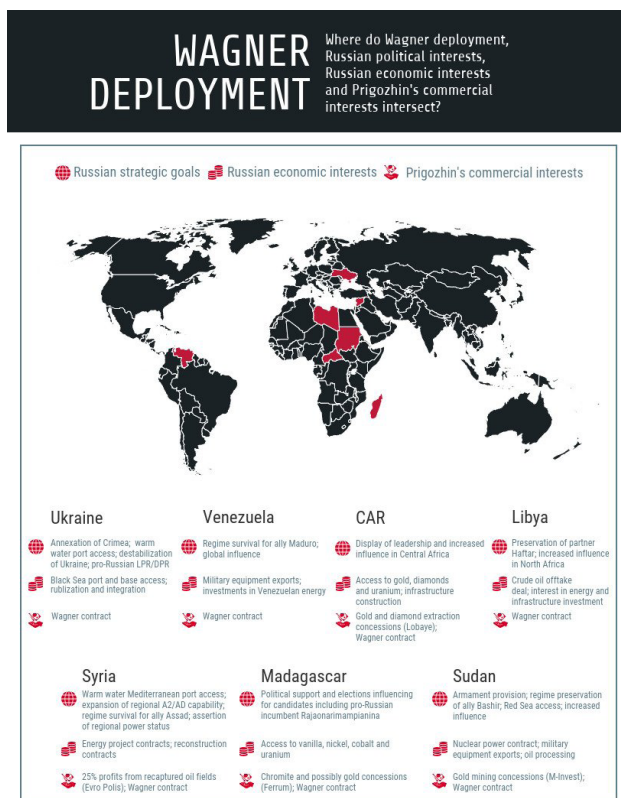 WAGNER
DEPLOYMENT
Where do Wagner deployment,
Russian political interests,
Russian economic interests
and Prigozhin's commercial
interests intersect?
Russian strategic goals
Russian economic interests
Prigozhin's commercial interests
Ukraine
Annexation of Crimea; warm
water port access; destabilization
of Ukraine; pro-Russian LPR/DPR
Black Sea port and base access;
rublization and integration
Wagner contract
Venezuela
Regime survival for ally Maduro;
global influence
Military equipment exports;
investments in Venezuelan energy
Wagner contract
CAR
Display of leadership and increased
influence in Central Africa
Access to gold, diamonds
and uranium; infrastructure
construction
Gold and diamond extraction
concessions (Lobaye);
Wagner contract
Libya
Preservation of partner
Haftar; increased influence
in North Africa
Crude oil offtake
deal; interest in energy and
infrastructure investment
Wagner contract
Syria
Warm water Mediterranean port access;
expansion of regional A2/AD capability;
regime survival for ally Assad; assertion
of regional power status
Energy project contracts; reconstruction
contracts
25% profits from recaptured oil fields
(Evro Polis); Wagner contract
Madagascar
Political support and elections influencing
for candidates including pro-Russian
incumbent Rajaonarimampianina
Access to vanilla, nickel, cobalt and
uranium
Chromite and possibly gold concessions
(Ferrum); Wagner contract
Sudan
Armament provision; regime preservation
of ally Bashir; Red Sea access; increased
influence
Nuclear power contract; military
equipment exports; oil processing
Gold mining concessions (M-Invest);
Wagner contract